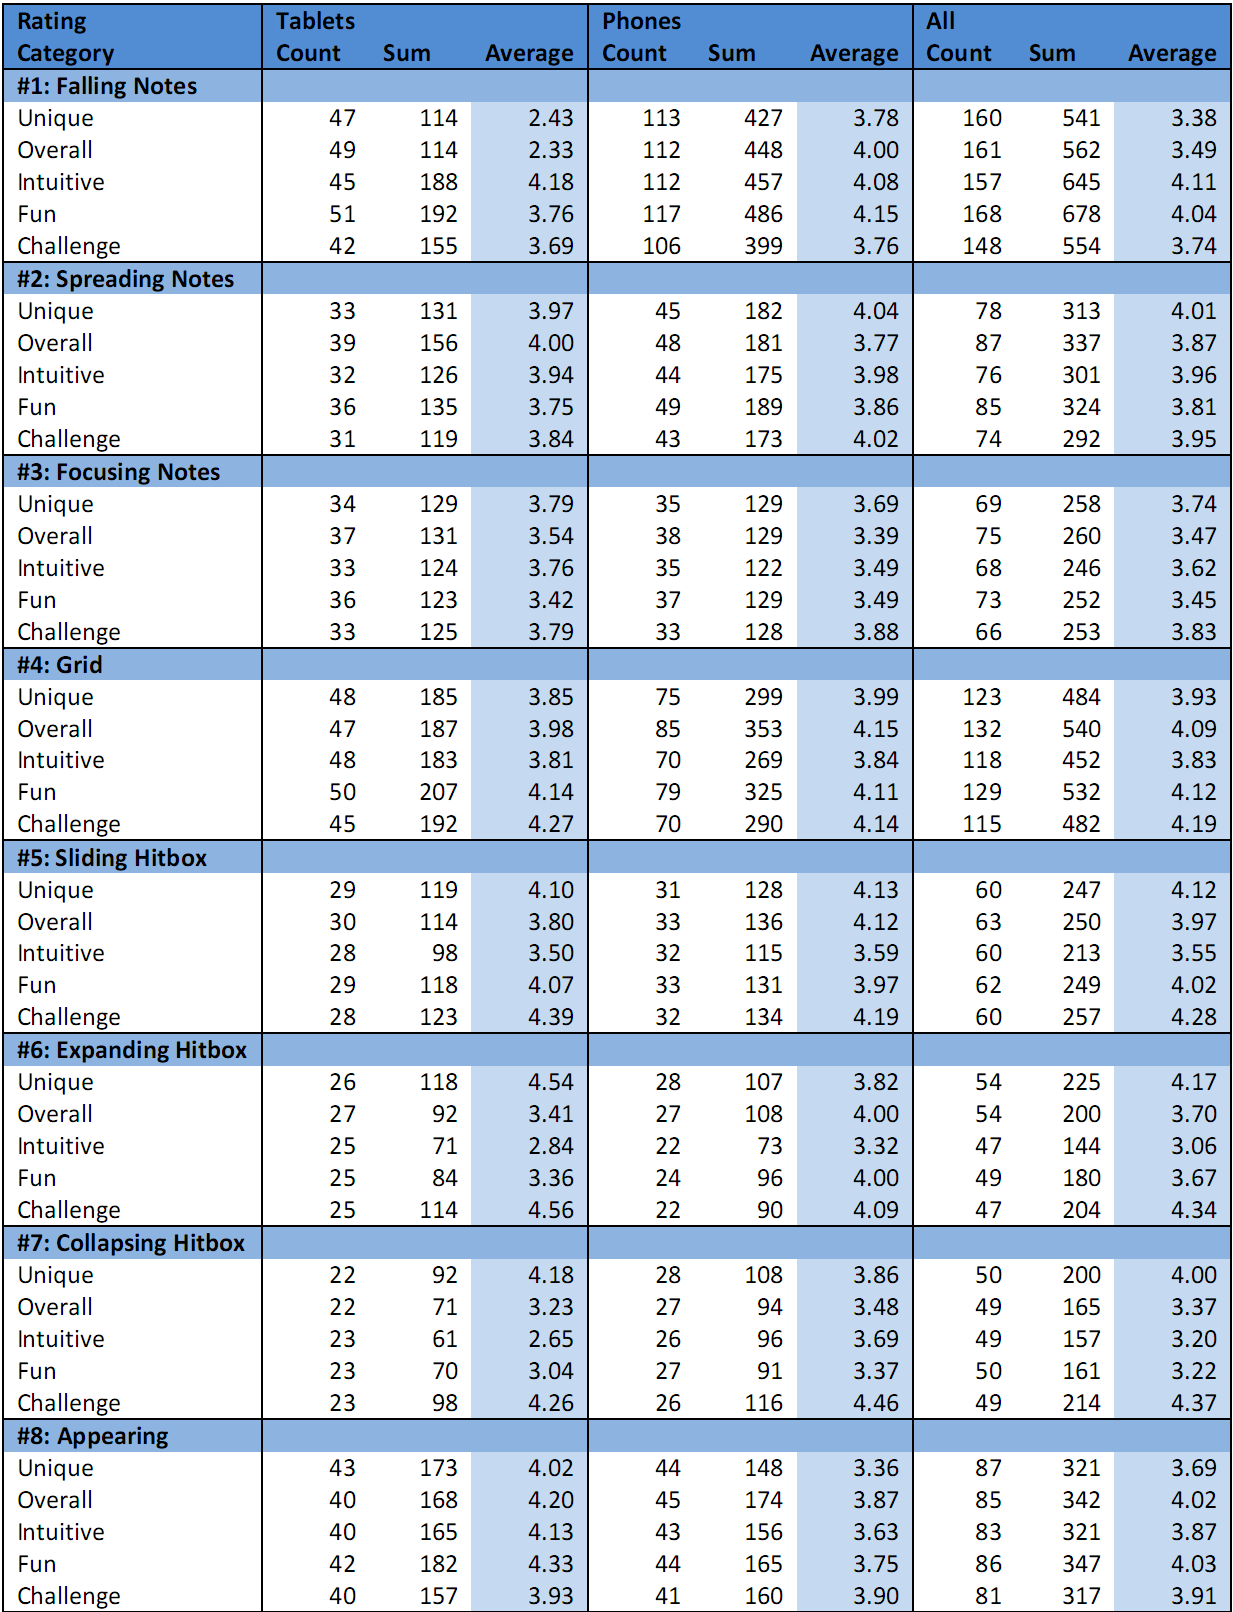 Rating Tablets Phones All
Category Count Sum Average Count Sum Average Count Sum Average
#1: Falling Notes
Unique 47 114 2.43 113 427 3.78 160 541 3.38
Overall 49 114 2.33 112 448 4.00 161 562 3.49
Intuitive 45 188 4.18 112 457 4.08 157 645 4.11
Fun 51 192 3.76 117 486 4.15 168 678 4.04
Challenge 42 155 3.69 106 399 3.76 148 554 3.74
#2: Spreading Notes
Unique 33 131 3.97 45 182 4.04 78 313 4.01
Overall 39 156 4.00 48 181 3.77 87 337 3.87
Intuitive 32 126 3.94 44 175 3.98 76 301 3.96
Fun 36 135 3.75 49 189 3.86 85 324 3.81
Challenge 31 119 3.84 43 173 4.02 74 292 3.95
#3: Focusing Notes
Unique 34 129 3.79 35 129 3.69 69 258 3.74
Overall 37 131 3.54 38 129 3.39 75 260 3.47
Intuitive 33 124 3.76 35 122 3.49 68 246 3.62
Fun 36 123 3.42 37 129 3.49 73 252 3.45
Challenge 33 125 3.79 33 128 3.88 66 253 3.83
#4: Grid
Unique 48 185 3.85 75 299 3.99 123 484 3.93
Overall 47 187 3.98 85 353 4.15 132 540 4.09
Intuitive 48 183 3.81 70 269 3.84 118 452 3.83
Fun 50 207 4.14 79 325 4.11 129 532 4.12
Challenge 45 192 4.27 70 290 4.14 115 482 4.19
#5: Sliding Hitbox
Unique 29 119 4.10 31 128 4.13 60 247 4.12
Overall 30 114 3.80 33 136 4.12 63 250 3.97
Intuitive 28 98 3.50 32 115 3.59 60 213 3.55
Fun 29 118 4.07 33 131 3.97 62 249 4.02
Challenge 28 123 4.39 32 134 4.19 60 257 4.28
#6: Expanding Hitbox
Unique 26 118 4.54 28 107 3.82 54 225 4.17
Overall 27 92 3.41 27 108 4.00 54 200 3.70
Intuitive 25 71 2.84 22 73 3.32 47 144 3.06
Fun 25 84 3.36 24 96 4.00 49 180 3.67
Challenge 25 114 4.56 22 90 4.09 47 204 4.34
#7: Collapsing Hitbox
Unique 22 92 4.18 28 108 3.86 50 200 4.00
Overall 22 71 3.23 27 94 3.48 49 165 3.37
Intuitive 23 61 2.65 26 96 3.69 49 157 3.20
Fun 23 70 3.04 27 91 3.37 50 161 3.22
Challenge 23 98 4.26 26 116 4.46 49 214 4.37
#8: Appearing
Unique 43 173 4.02 44 148 3.36 87 321 3.69
Overall 40 168 4.20 45 174 3.87 85 342 4.02
Intuitive 40 165 4.13 43 156 3.63 83 321 3.87
Fun 42 182 4.33 44 165 3.75 86 347 4.03
Challenge 40 157 3.93 41 160 3.90 81 317 3.91